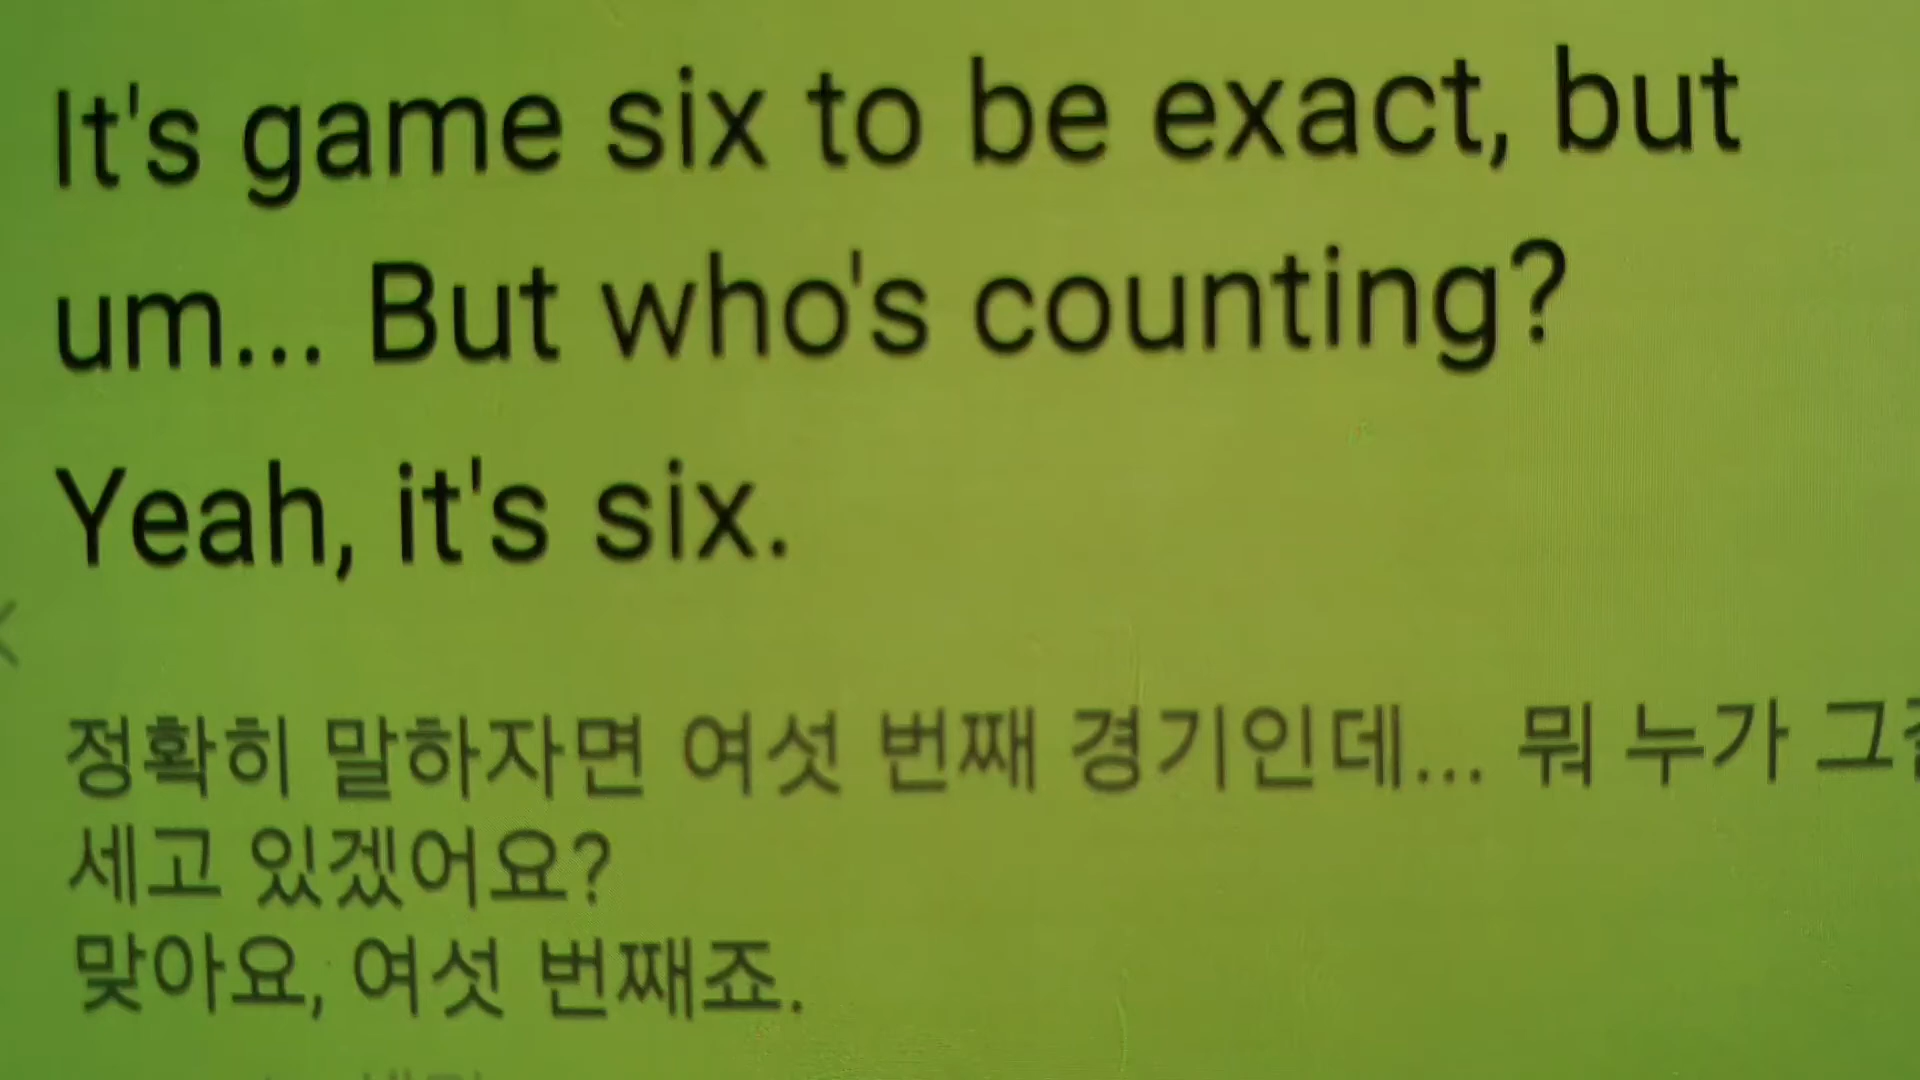 It's game six to be exact, but
um... But who's counting?
Yeah, it's six.
정확히 말하자면 여섯 번째 경기인데... 뭐 누가
세고 있겠어요?
맞아요, 여섯 번째죠.